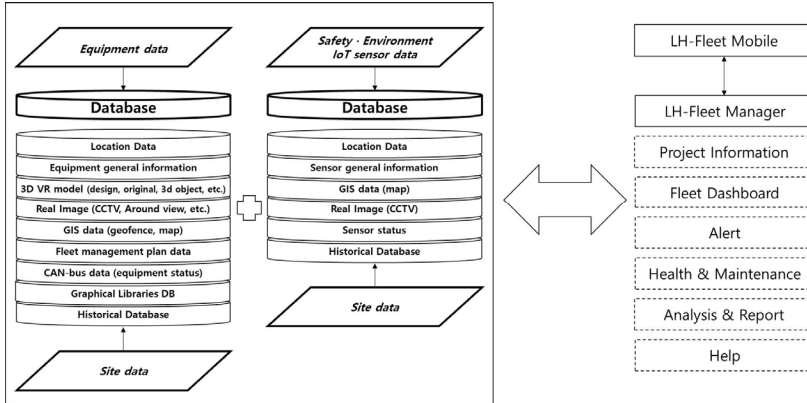 Equipment data
Database
Location Data
Equipment general information
3D VR model (design, original, 3d object, etc.)
Real Image (CCTV, Around view, etc.)
GIS data (geofence, map)
Fleet management plan data
CAN-bus data (equipment status)
Graphical Libraries DB
Historical Database
Site data
Safety · Environment
IoT sensor data
Database
Location Data
Sensor general information
GIS data (map)
Real Image (CCTV)
Sensor status
Historical Database
Site data
LH-Fleet Mobile
LH-Fleet Manager
Project Information
Fleet Dashboard
Alert
Health & Maintenance
Analysis & Report
Help